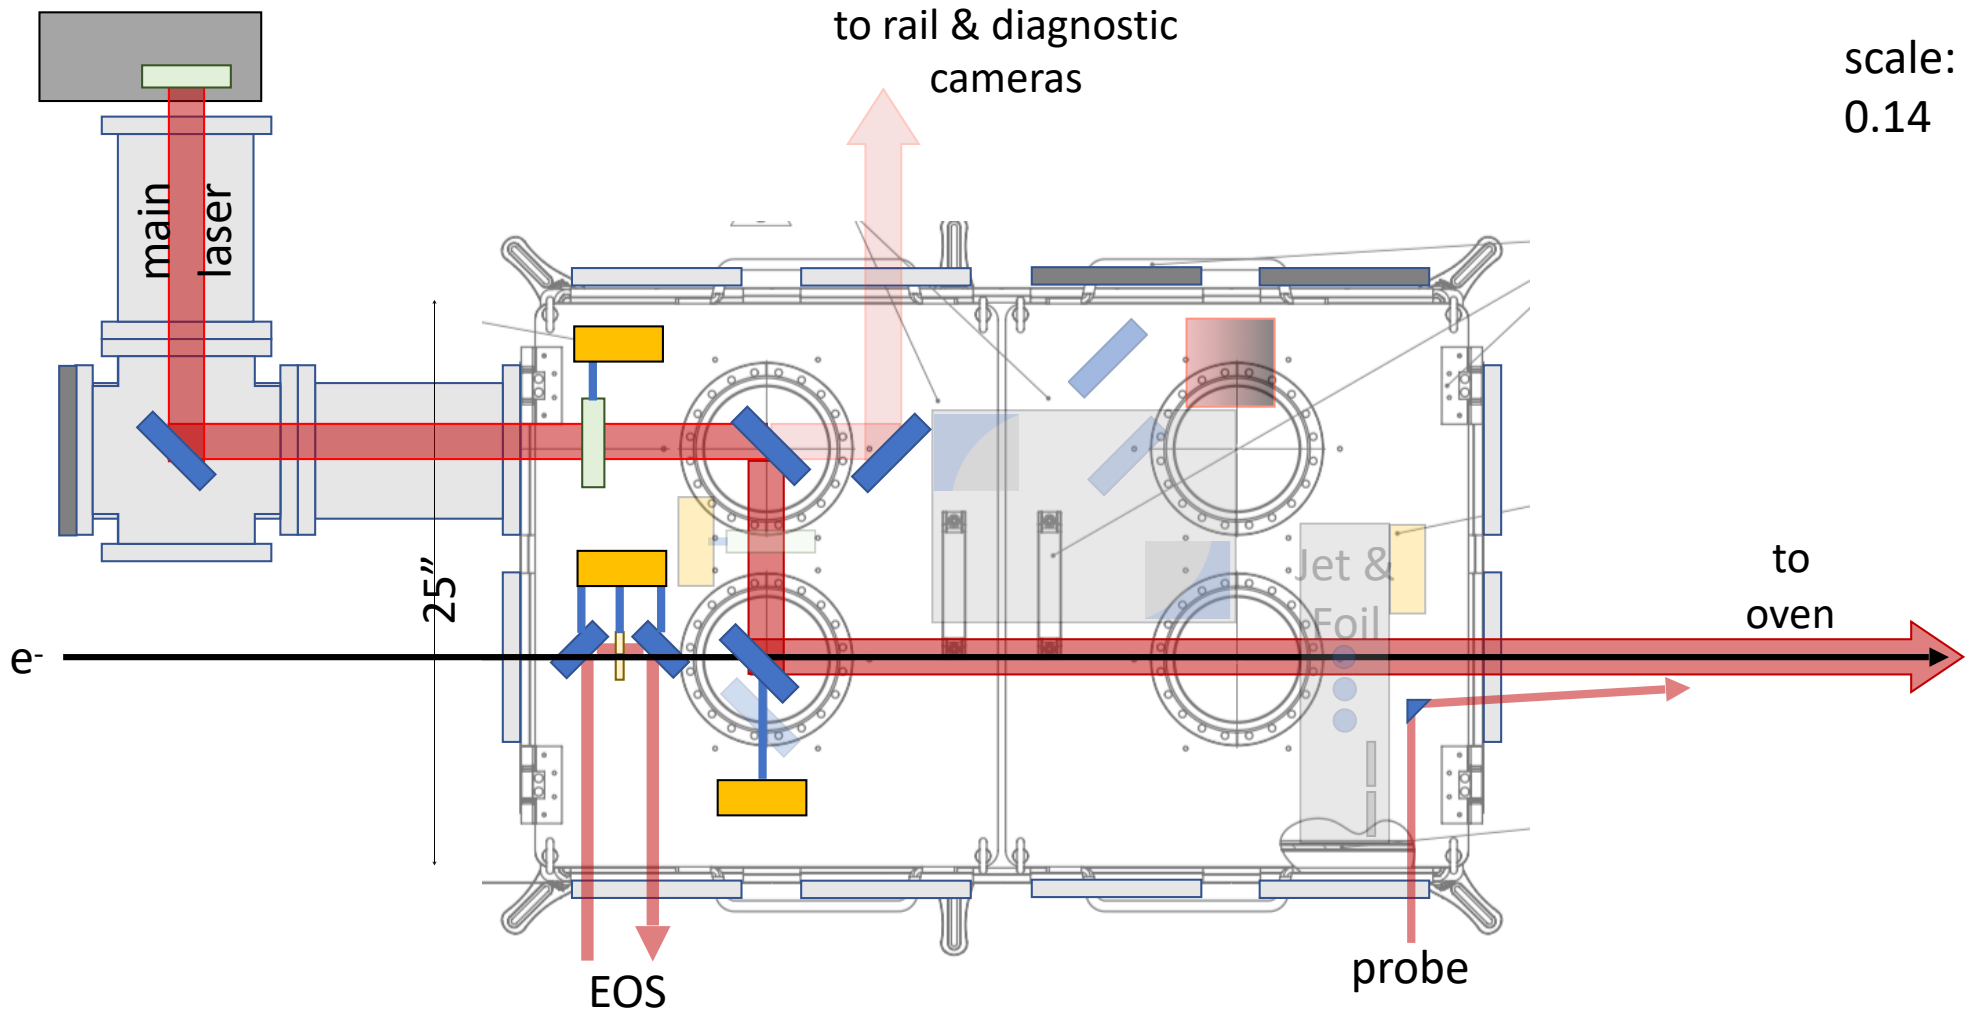 to rail & diagnostic
cameras
scale:
0.14
main
laser
25”
Jet &
Foil
to
oven
e-
EOS
probe